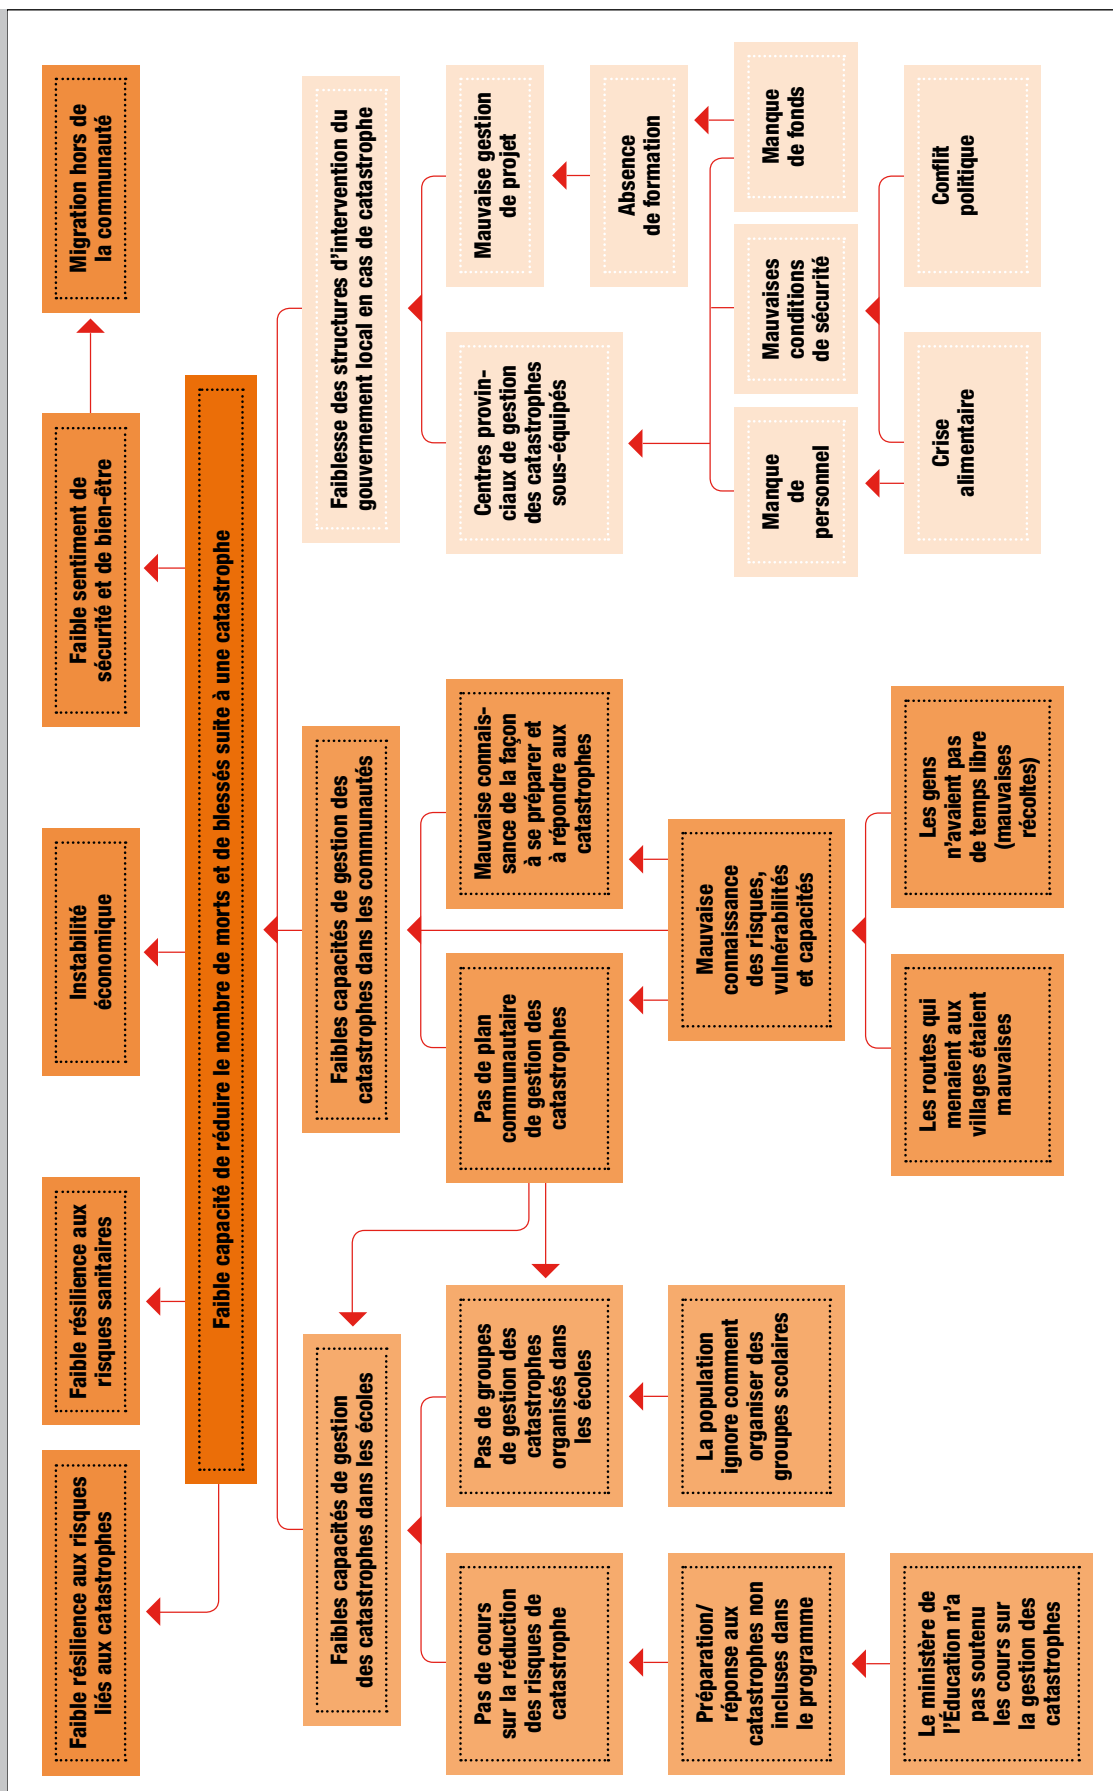 Faible résilience aux risques
liés aux catastrophes
Faible résilience aux
risques sanitaires
Instabilité
économique
Faible sentiment de
sécurité et de bien-être
Migration hors de
la communauté
Faible capacité de réduire le nombre de morts et de blessés suite à une catastrophe
Faibles capacités de gestion
des catastrophes dans les écoles
Faibles capacités de gestion des
catastrophes dans les communautés
Faiblesse des structures d'intervention du
gouvernement local en cas de catastrophe
Pas de cours
sur la réduction
des risques de
catastrophe
Pas de groupes
de gestion des
catastrophes
organisés dans
les écoles
Pas de plan
communautaire
de gestion des
catastrophes
Mauvaise connais-
sance de la façon
à se préparer et
à répondre aux
catastrophes
Centres provin-
ciaux de gestion
des catastrophes
sous-équipés
Mauvaise gestion
de projet
Absence
de formation
Préparation/
réponse aux
catastrophes non
incluses dans
le programme
La population
ignore comment
organiser des
groupes scolaires
Mauvaise
connaissance
des risques,
vulnérabilités
et capacités
Manque
de
personnel
Mauvaises
conditions
de sécurité
Manque
de fonds
Le ministère de
l'Éducation n'a
pas soutenu
les cours sur
la gestion des
catastrophes
Les routes qui
menaient aux
villages étaient
mauvaises
Les gens
n'avaient pas
de temps libre
(mauvaises
récoltes)
Crise
alimentaire
Conflit
politique